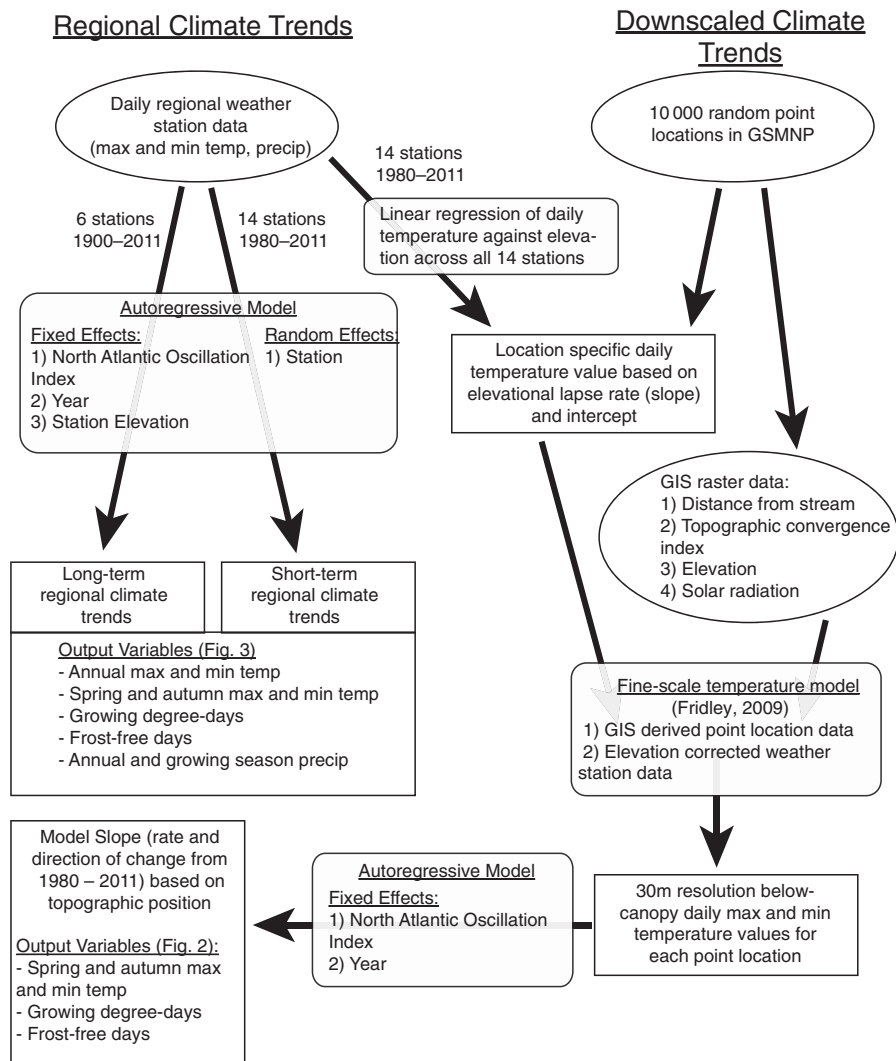 Regional Climate Trends
Downscaled Climate
Trends
Daily regional weather
station data
(max and min temp, precip)
10 000 random point
locations in GSMNP
14 stations
1980–2011
6 stations
1900–2011
14 stations
1980–2011
Linear regression of daily
temperature against eleva-
tion across all 14 stations
Autoregressive Model
Fixed Effects:
1) North Atlantic Oscillation
Index
2) Year
3) Station Elevation
Random Effects:
1) Station
Location specific daily
temperature value based on
elevational lapse rate (slope)
and intercept
GIS raster data:
1) Distance from stream
2) Topographic convergence
index
3) Elevation
4) Solar radiation
Long-term
regional climate
trends
Short-term
regional climate
trends
Output Variables (Fig. 3)
- Annual max and min temp
- Spring and autumn max and min temp
- Growing degree-days
- Frost-free days
- Annual and growing season precip
Fine-scale temperature model
(Fridley, 2009)
1) GIS derived point location data
2) Elevation corrected weather
station data
Model Slope (rate and
direction of change from
1980 – 2011) based on
topographic position
Output Variables (Fig. 2):
- Spring and autumn max
and min temp
- Growing degree-days
- Frost-free days
Autoregressive Model
Fixed Effects:
1) North Atlantic Oscillation
Index
2) Year
30m resolution below-
canopy daily max and min
temperature values for
each point location